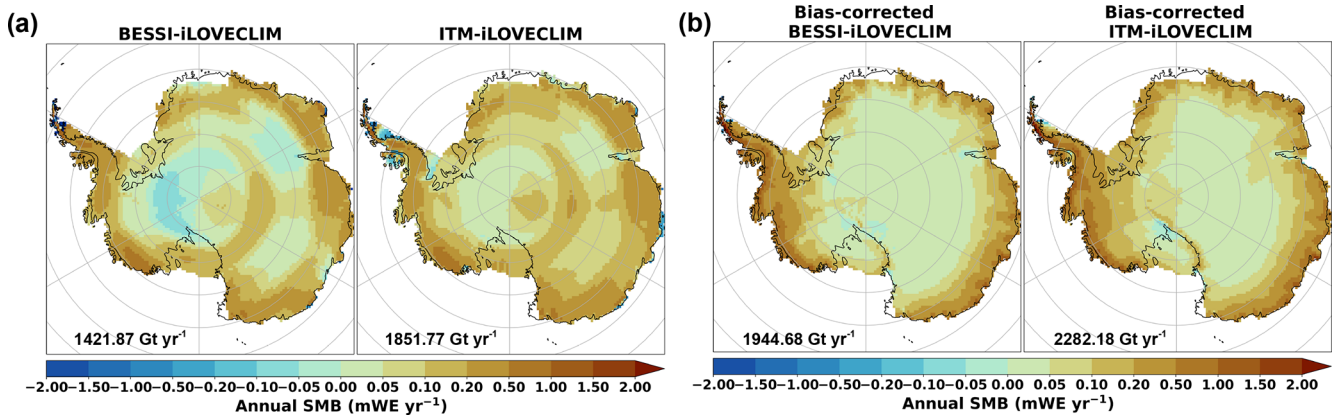 (a)
BESSI-iLOVECLIM
ITM-iLOVECLIM
1421.87 Gt yr⁻¹
1851.77 Gt yr⁻¹
−2.00−1.50−1.00−0.50−0.20−0.10−0.05 0.00 0.05 0.10 0.20 0.50 1.00 1.50 2.00
Annual SMB (mWE yr⁻¹)
(b)
Bias-corrected
BESSI-iLOVECLIM
Bias-corrected
ITM-iLOVECLIM
1944.68 Gt yr⁻¹
2282.18 Gt yr⁻¹
−2.00−1.50−1.00−0.50−0.20−0.10−0.05 0.00 0.05 0.10 0.20 0.50 1.00 1.50 2.00
Annual SMB (mWE yr⁻¹)